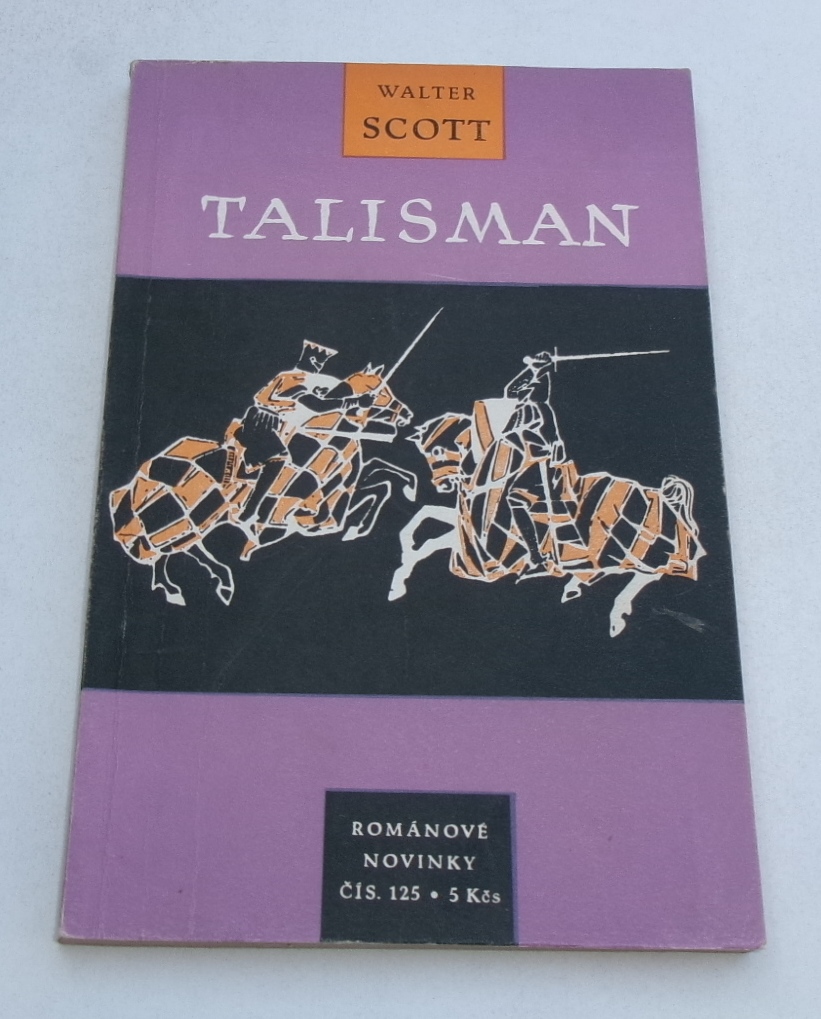 WALTER
SCOTT
TALISMAN
ROMÁNOVÉ
NOVINKY
ČÍS. 125 • 5 Kčs